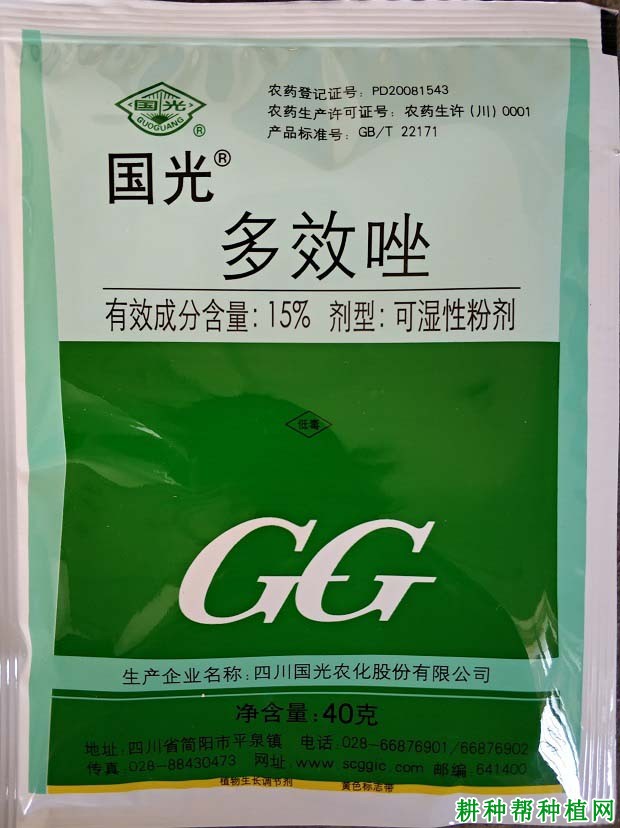 农药登记证号: PD20081543
农药生产许可证号: 农药生许(川)0001
产品标准号: GB/T 22171
国光
GUOGUANG
®
国光®
多效唑
有效成分含量: 15% 剂型: 可湿性粉剂
低毒
GG
生产企业名称: 四川国光农化股份有限公司
净含量: 40克
地址: 四川省简阳市平泉镇 电话: 028-66876901/66876902
传真: 028-88430473 网址: www.scggic.com 邮编: 641400
植物生长调节剂 黄色标志带
耕种帮种植网